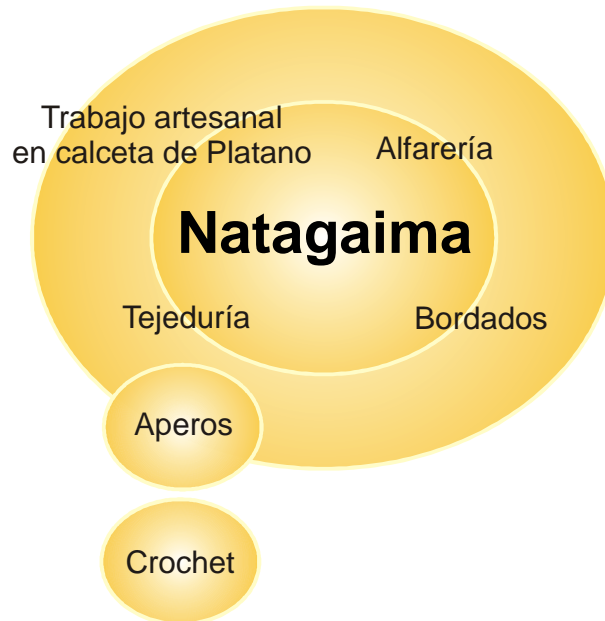 Trabajo artesanal
en calceta de Platano
Alfarería
Natagaima
Tejeduría
Bordados
Aperos
Crochet